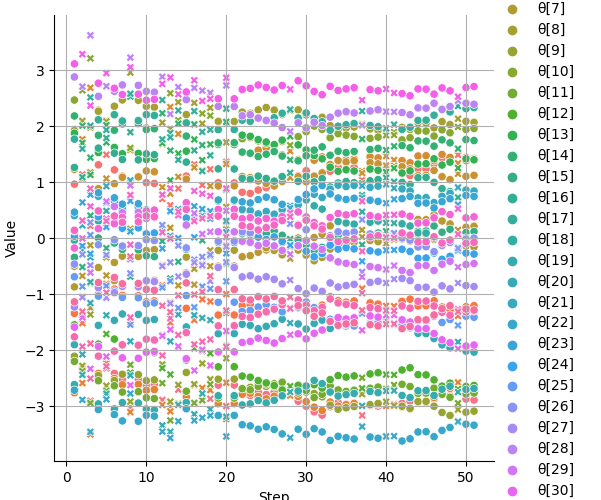 Value
3
2
1
0
−1
−2
−3
0 10 20 30 40 50
Step
θ[7]
θ[8]
θ[9]
θ[10]
θ[11]
θ[12]
θ[13]
θ[14]
θ[15]
θ[16]
θ[17]
θ[18]
θ[19]
θ[20]
θ[21]
θ[22]
θ[23]
θ[24]
θ[25]
θ[26]
θ[27]
θ[28]
θ[29]
θ[30]